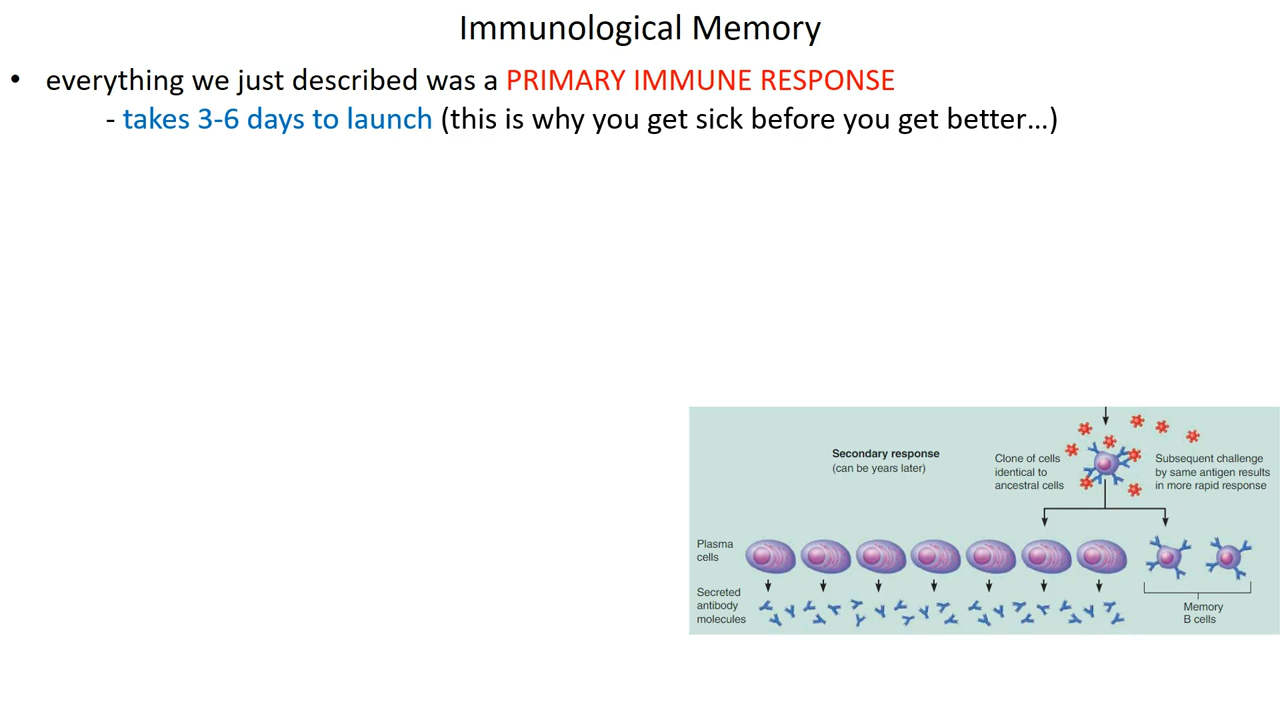 Immunological Memory
• everything we just described was a PRIMARY IMMUNE RESPONSE
- takes 3-6 days to launch (this is why you get sick before you get better...)
Secondary response
(can be years later)
Clone of cells
identical to
ancestral cells
Subsequent challenge
by same antigen results
in more rapid response
Plasma
cells
Secreted
antibody
molecules
Memory
B cells